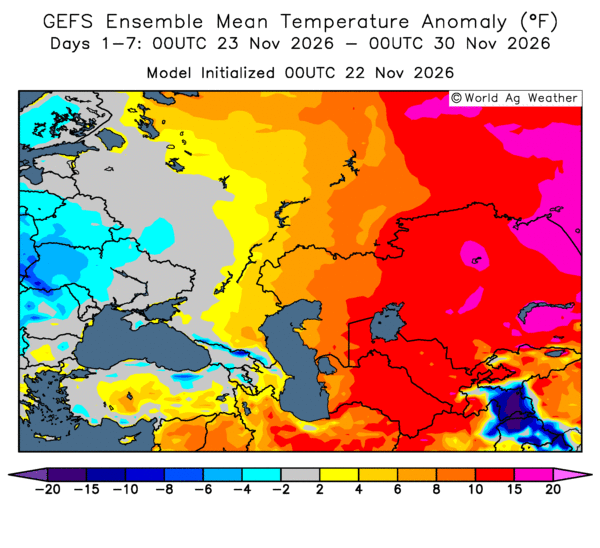 GEFS Ensemble Mean Temperature Anomaly (°F)
Days 1-7: 00UTC 23 Nov 2026 - 00UTC 30 Nov 2026
Model Initialized 00UTC 22 Nov 2026
© World Ag Weather
-20 -15 -10 -8 -6 -4 -2 2 4 6 8 10 15 20